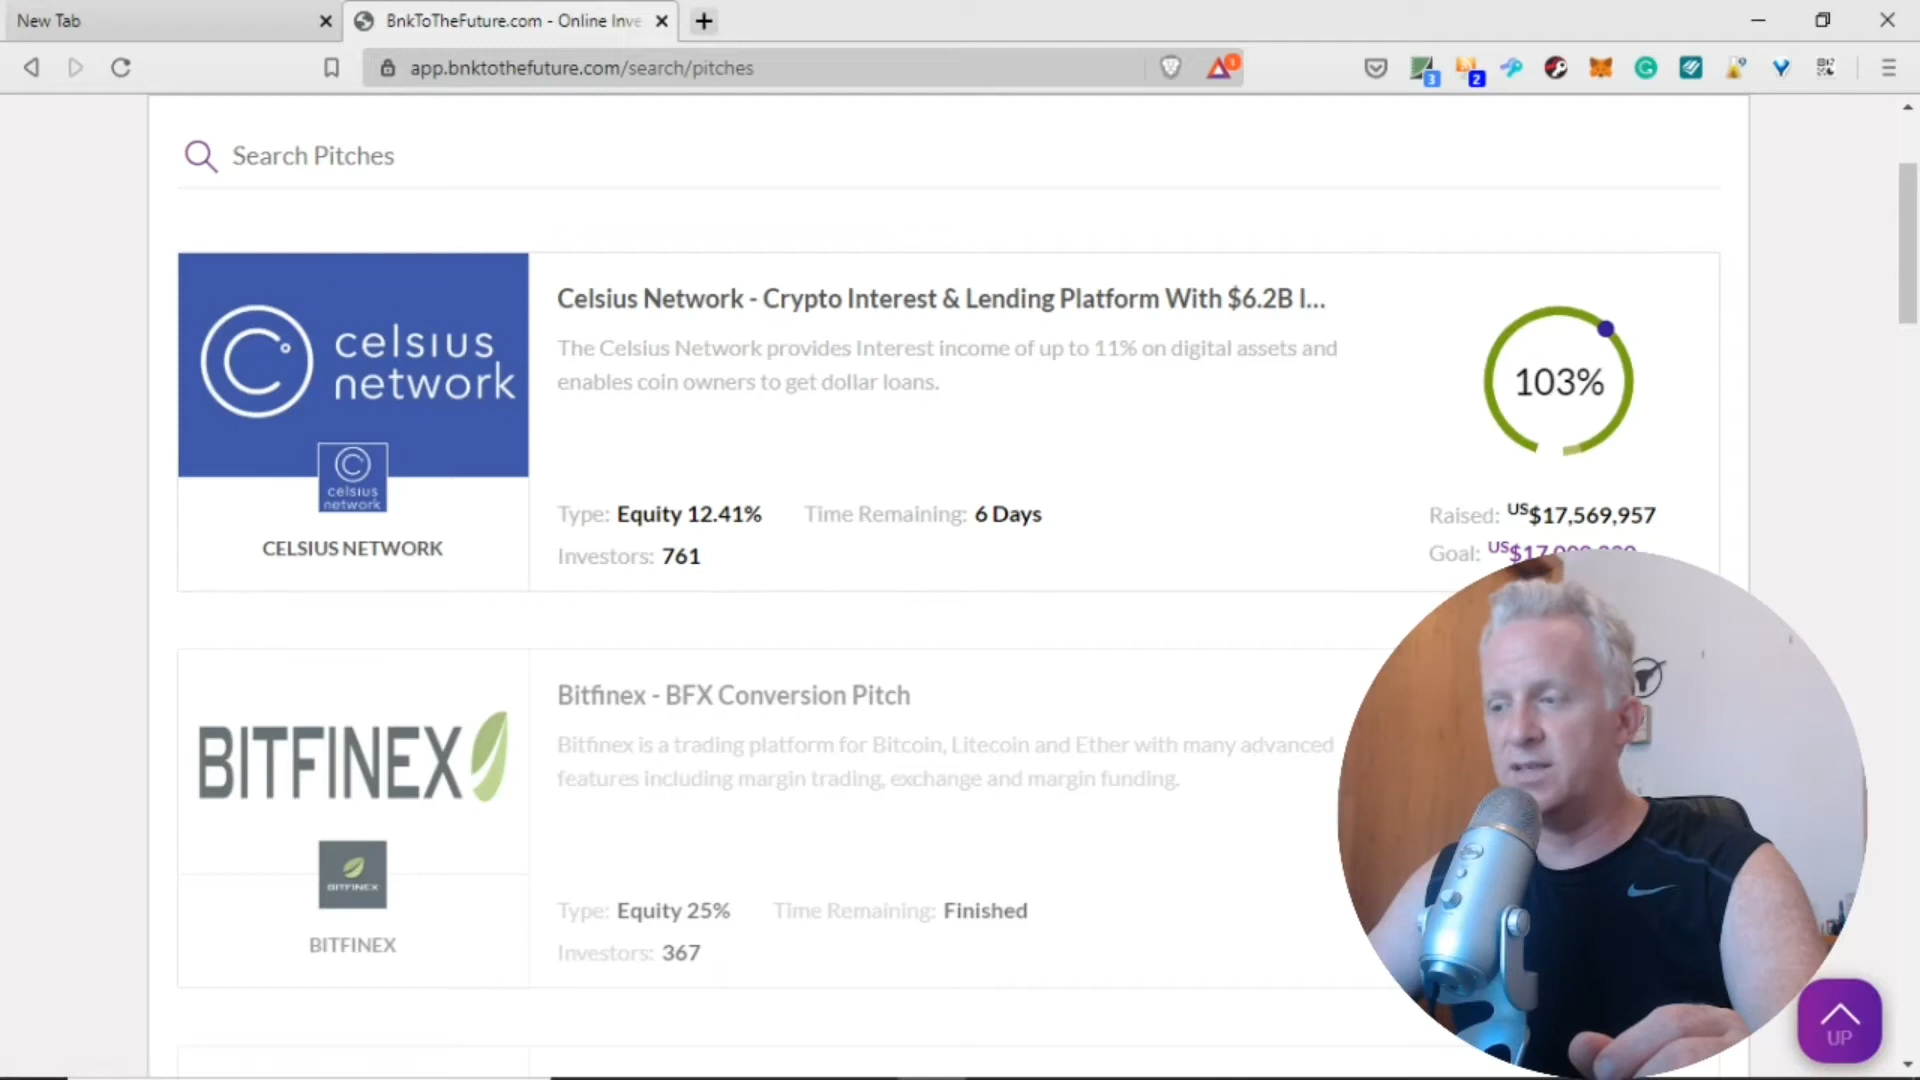 New Tab
BnkToTheFuture.com - Online Inve
app.bnktothefuture.com/search/pitches
1
3
2
Search Pitches
celsius
network
celsius
network
CELSIUS NETWORK
Celsius Network - Crypto Interest & Lending Platform With $6.2B I...
The Celsius Network provides Interest income of up to 11% on digital assets and
enables coin owners to get dollar loans.
Type: Equity 12.41% Time Remaining: 6 Days
Investors: 761
103%
Raised: US$17,569,957
Goal:
BITFINEX
BITFINEX
BITFINEX
Bitfinex - BFX Conversion Pitch
Bitfinex is a trading platform for Bitcoin, Litecoin and Ether with many advanced
features including margin trading, exchange and margin funding.
Type: Equity 25% Time Remaining: Finished
Investors: 367
UP